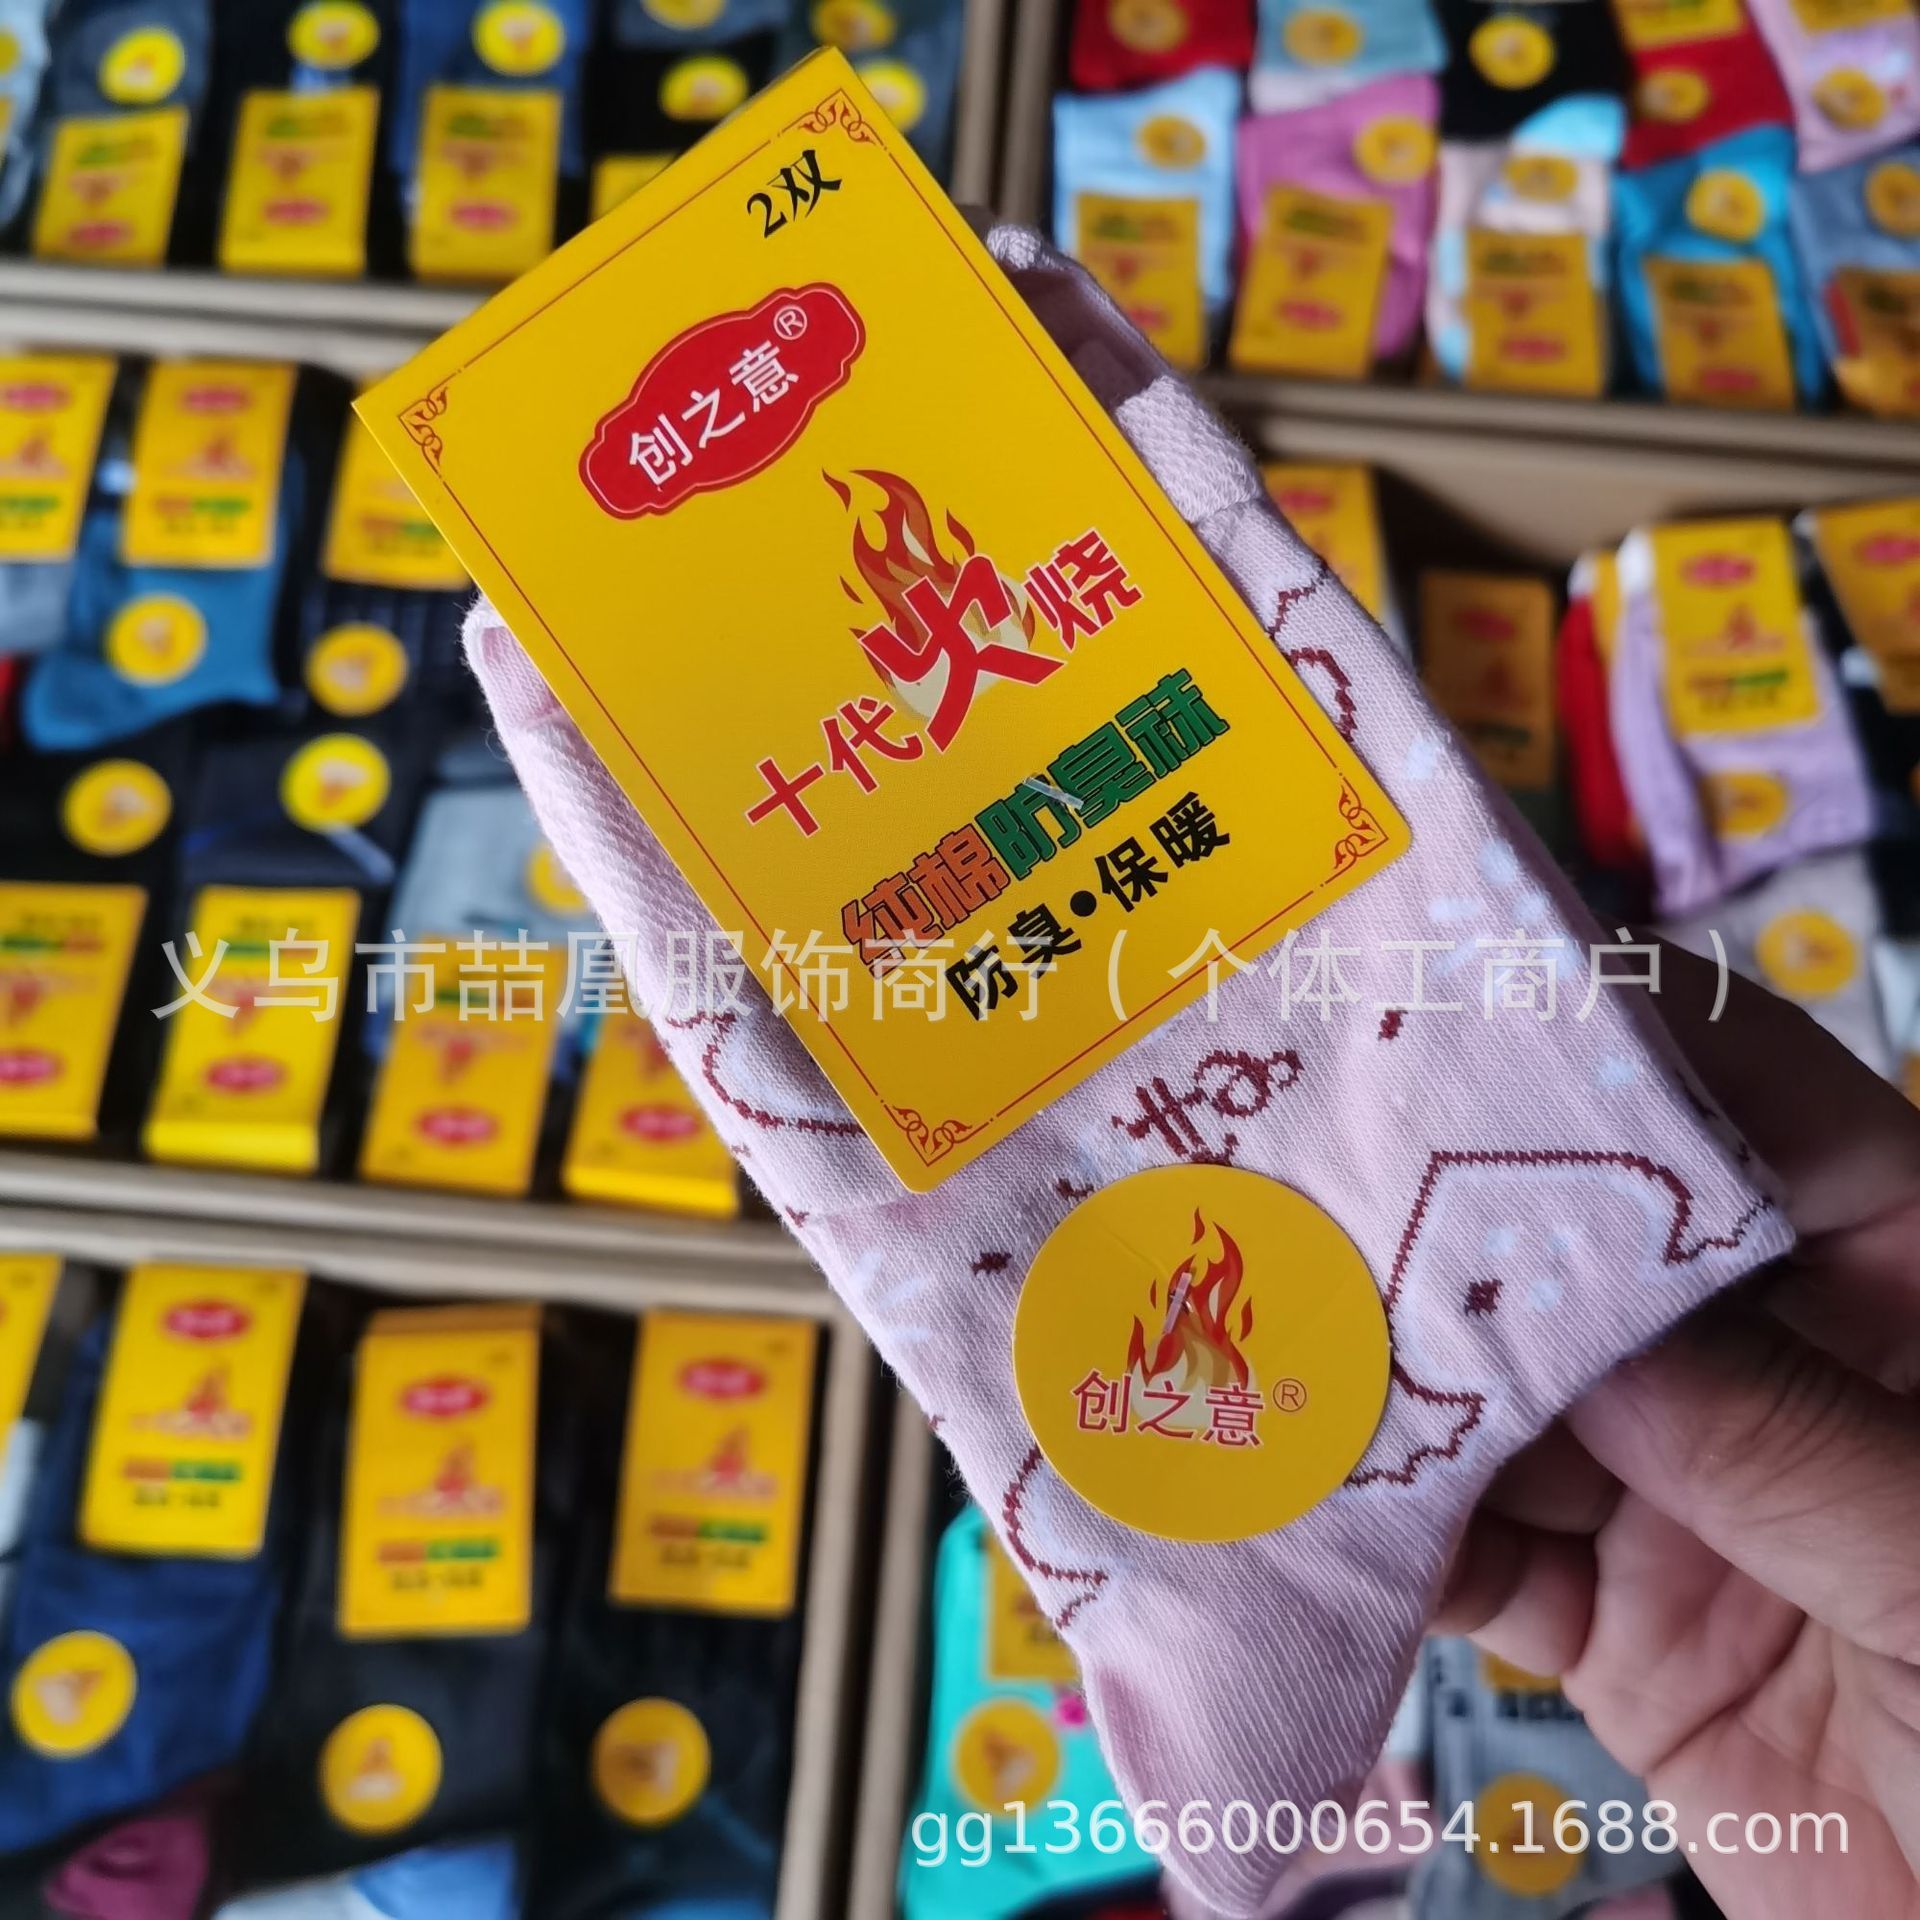 2双
创之意®
十代火烧
纯棉防臭袜
防臭•保暖
义乌市喆凰服饰商行（个体工商户）
创之意®
gg13666000654.1688.com